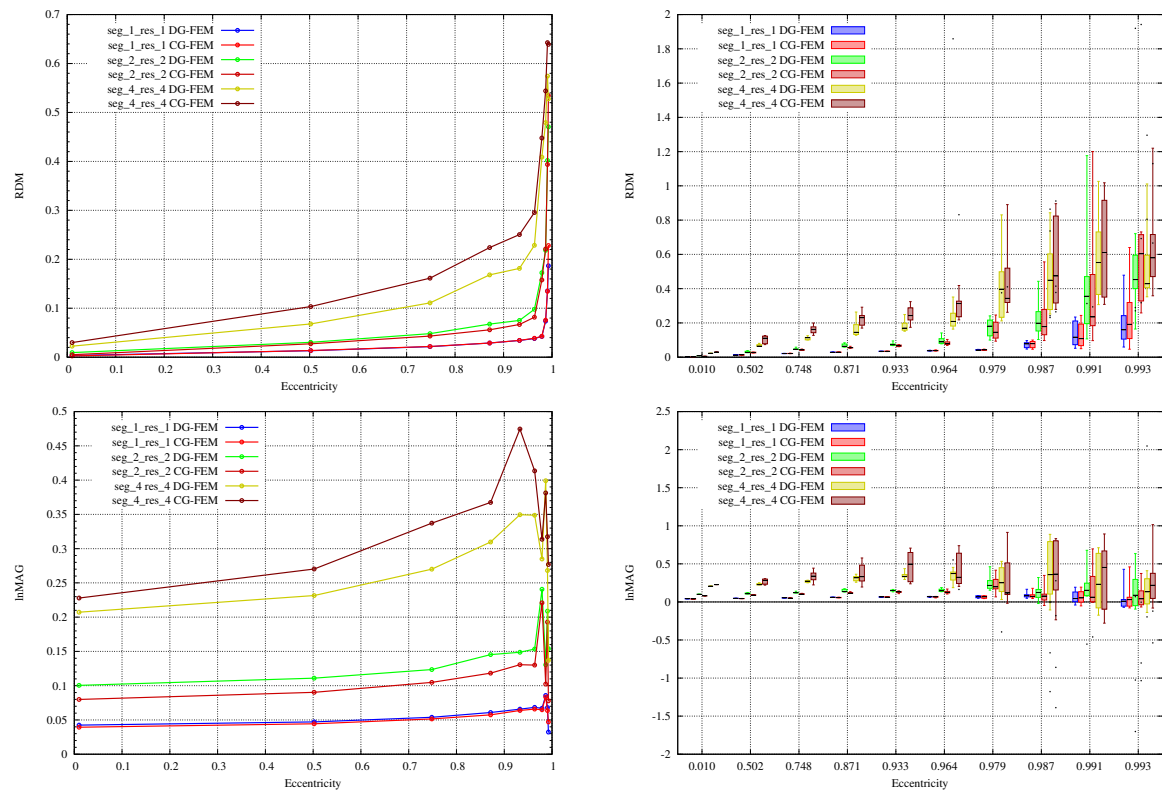 0.7
0.6
0.5
0.4
0.3
0.2
0.1
0
RDM
seg_1_res_1 DG-FEM
seg_1_res_1 CG-FEM
seg_2_res_2 DG-FEM
seg_2_res_2 CG-FEM
seg_4_res_4 DG-FEM
seg_4_res_4 CG-FEM
0 0.1 0.2 0.3 0.4 0.5 0.6 0.7 0.8 0.9 1
Eccentricity
2
1.8
1.6
1.4
1.2
1
0.8
0.6
0.4
0.2
0
RDM
seg_1_res_1 DG-FEM
seg_1_res_1 CG-FEM
seg_2_res_2 DG-FEM
seg_2_res_2 CG-FEM
seg_4_res_4 DG-FEM
seg_4_res_4 CG-FEM
0.010 0.502 0.748 0.871 0.933 0.964 0.979 0.987 0.991 0.993
Eccentricity
0.5
0.45
0.4
0.35
0.3
0.25
0.2
0.15
0.1
0.05
0
lnMAG
seg_1_res_1 DG-FEM
seg_1_res_1 CG-FEM
seg_2_res_2 DG-FEM
seg_2_res_2 CG-FEM
seg_4_res_4 DG-FEM
seg_4_res_4 CG-FEM
0 0.1 0.2 0.3 0.4 0.5 0.6 0.7 0.8 0.9 1
Eccentricity
2.5
2
1.5
1
0.5
0
-0.5
-1
-1.5
-2
lnMAG
seg_1_res_1 DG-FEM
seg_1_res_1 CG-FEM
seg_2_res_2 DG-FEM
seg_2_res_2 CG-FEM
seg_4_res_4 DG-FEM
seg_4_res_4 CG-FEM
0.010 0.502 0.748 0.871 0.933 0.964 0.979 0.987 0.991 0.993
Eccentricity